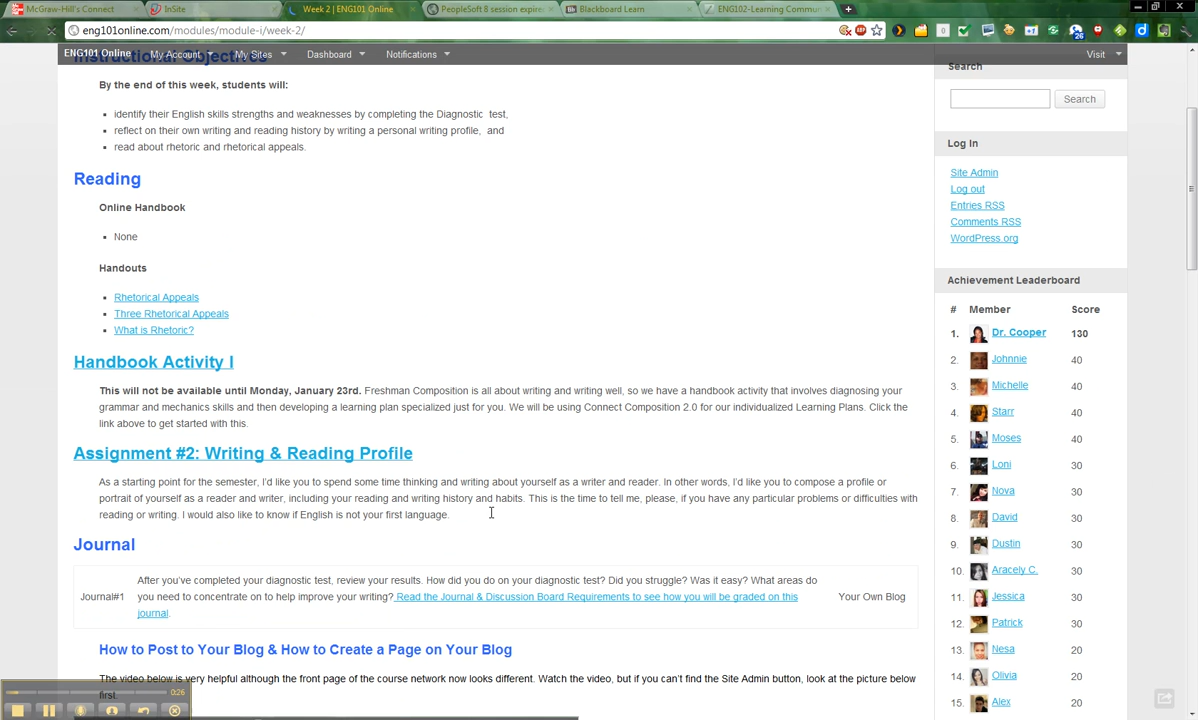 McGraw-Hill's Connect
InSite
Week 2 | ENG101 Online
PeopleSoft 8 session expire
Blackboard Learn
ENG102-Learning Commun
eng101online.com/modules/module-i/week-2/
26
ENG101 Online
My Account
My Sites
Dashboard
Notifications
Visit
Instructional Objectives
By the end of this week, students will:
identify their English skills strengths and weaknesses by completing the Diagnostic test,
reflect on their own writing and reading history by writing a personal writing profile, and
read about rhetoric and rhetorical appeals.
Reading
Online Handbook
None
Handouts
Rhetorical Appeals
Three Rhetorical Appeals
What is Rhetoric?
Handbook Activity I
This will not be available until Monday, January 23rd. Freshman Composition is all about writing and writing well, so we have a handbook activity that involves diagnosing your
grammar and mechanics skills and then developing a learning plan specialized just for you. We will be using Connect Composition 2.0 for our individualized Learning Plans. Click the
link above to get started with this.
Assignment #2: Writing & Reading Profile
As a starting point for the semester, I'd like you to spend some time thinking and writing about yourself as a writer and reader. In other words, I'd like you to compose a profile or
portrait of yourself as a reader and writer, including your reading and writing history and habits. This is the time to tell me, please, if you have any particular problems or difficulties with
reading or writing. I would also like to know if English is not your first language.
Journal
Journal#1
After you've completed your diagnostic test, review your results. How did you do on your diagnostic test? Did you struggle? Was it easy? What areas do
you need to concentrate on to help improve your writing? Read the Journal & Discussion Board Requirements to see how you will be graded on this
journal.
Your Own Blog
How to Post to Your Blog & How to Create a Page on Your Blog
The video below is very helpful although the front page of the course network now looks different. Watch the video, but if you can't find the Site Admin button, look at the picture below
first.
0:26
Search
Search
Log In
Site Admin
Log out
Entries RSS
Comments RSS
WordPress.org
Achievement Leaderboard
# Member Score
1. Dr. Cooper 130
2. Johnnie 40
3. Michelle 40
4. Starr 40
5. Moses 40
6. Loni 30
7. Nova 30
8. David 30
9. Dustin 30
10. Aracely C. 30
11. Jessica 30
12. Patrick 30
13. Nesa 20
14. Olivia 20
15. Alex 20